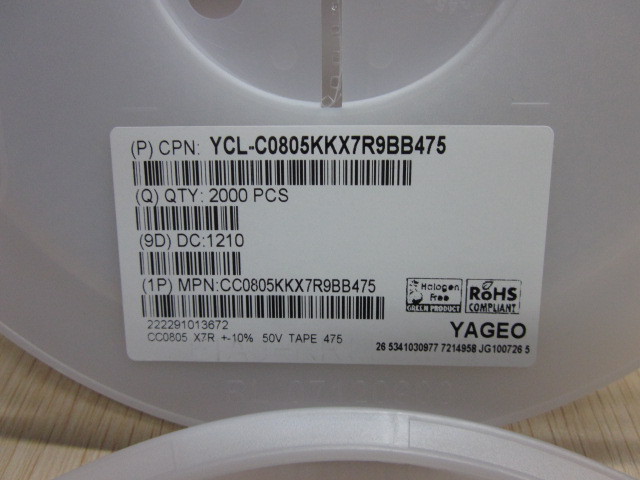 (P) CPN: YCL-C0805KKX7R9BB475
(Q) QTY: 2000 PCS
(9D) DC:1210
(1P) MPN:CC0805KKX7R9BB475
Halogen Free
GREEN PRODUCT
RoHS
COMPLIANT
222291013672
CC0805 X7R +-10% 50V TAPE 475
YAGEO
26 5341030977 7214958 JG100726 5